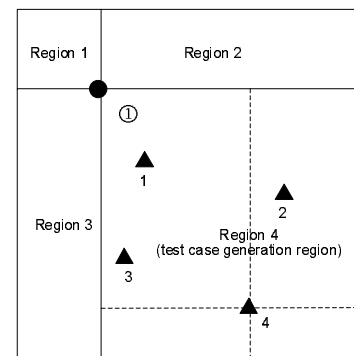 Region 1
Region 2
①
1
2
Region 3
Region 4
(test case generation region)
3
4